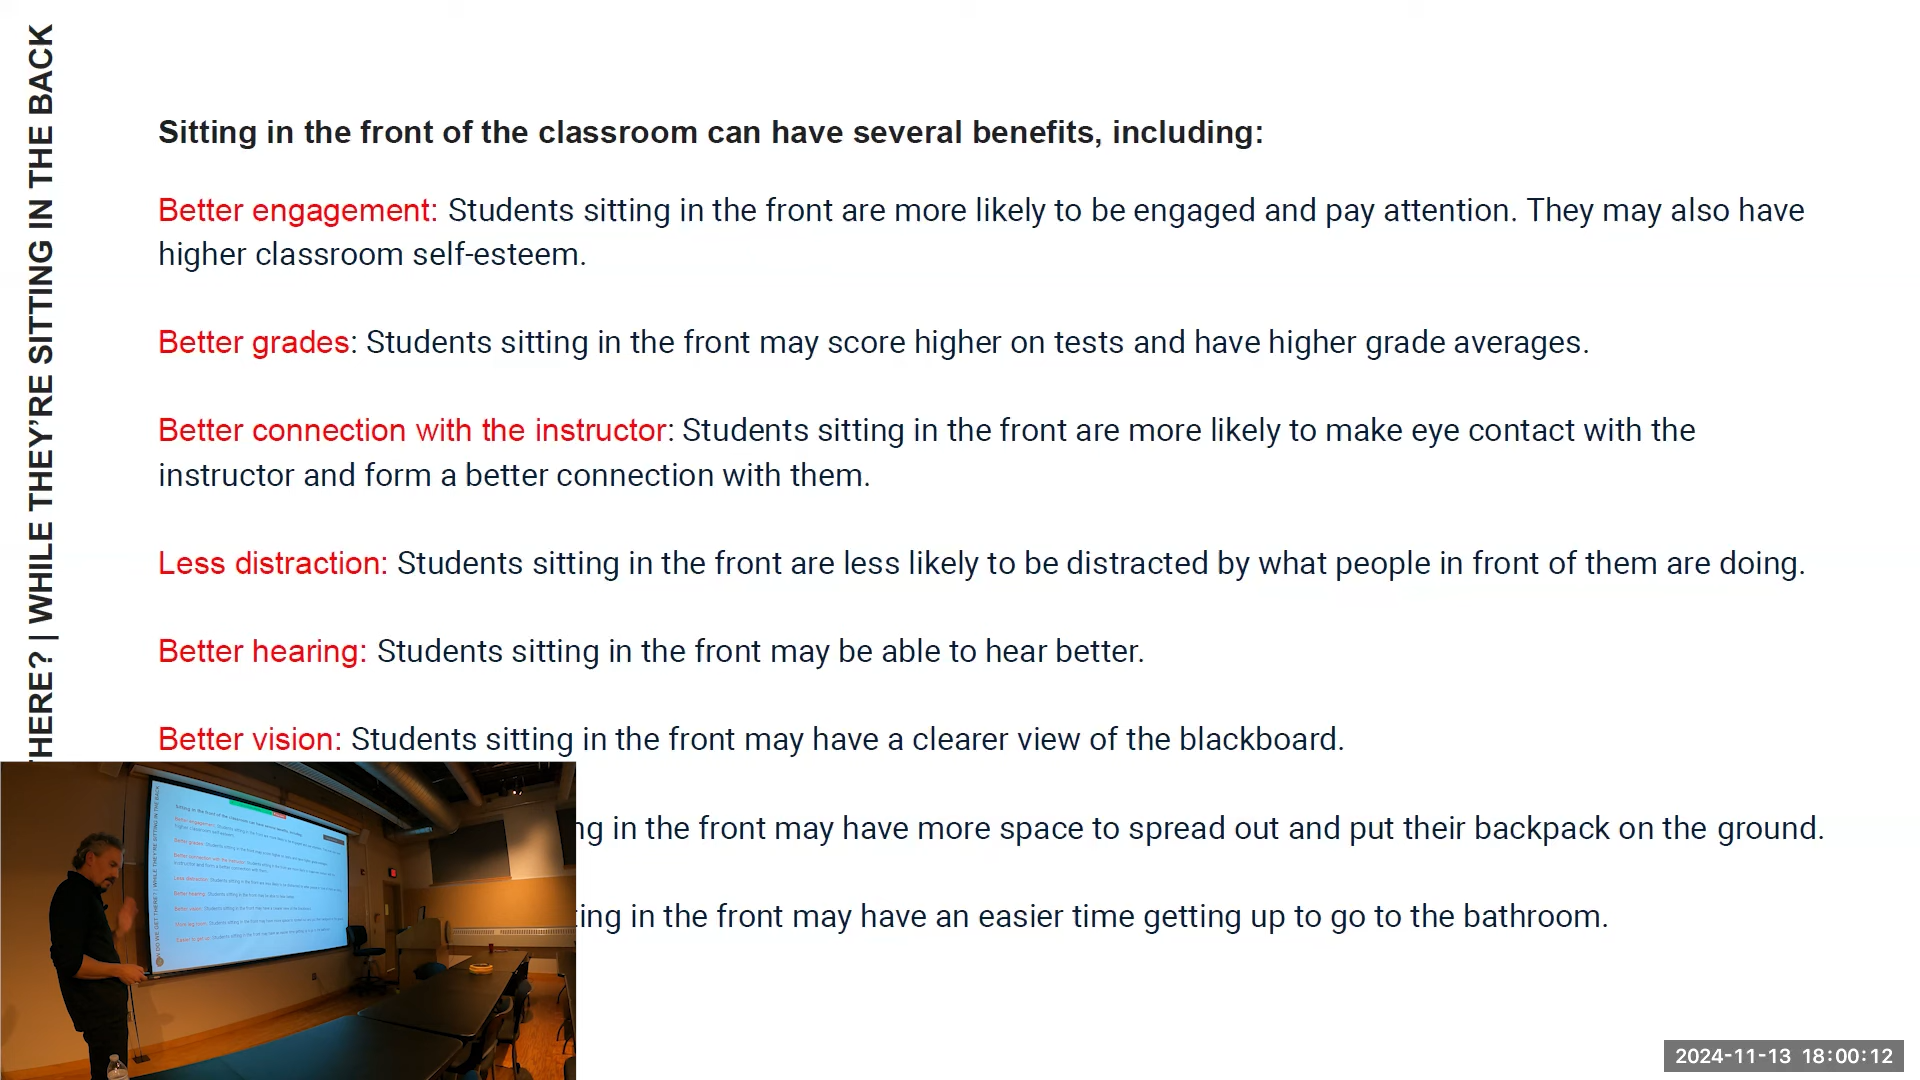 THERE? | WHILE THEY'RE SITTING IN THE BACK
Sitting in the front of the classroom can have several benefits, including:
Better engagement: Students sitting in the front are more likely to be engaged and pay attention. They may also have
higher classroom self-esteem.
Better grades: Students sitting in the front may score higher on tests and have higher grade averages.
Better connection with the instructor: Students sitting in the front are more likely to make eye contact with the
instructor and form a better connection with them.
Less distraction: Students sitting in the front are less likely to be distracted by what people in front of them are doing.
Better hearing: Students sitting in the front may be able to hear better.
Better vision: Students sitting in the front may have a clearer view of the blackboard.
in the front may have more space to spread out and put their backpack on the ground.
in the front may have an easier time getting up to go to the bathroom.
2024-11-13 18:00:12